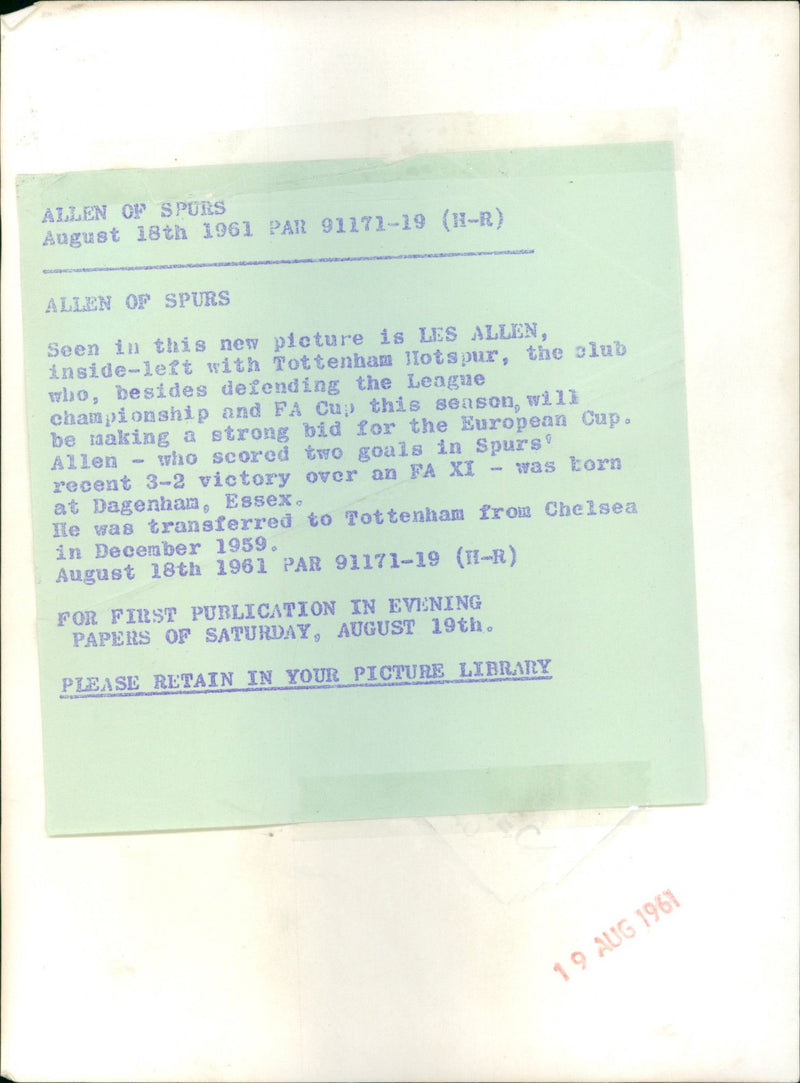 ALLEN OF SPURS
August 18th 1961 PAR 91171-19 (H-R)
ALLEN OF SPURS
Seen in this new picture is LES ALLEN,
inside-left with Tottenham Hotspur, the club
who, besides defending the League
championship and FA Cup this season, will
be making a strong bid for the European Cup.
Allen - who scored two goals in Spurs'
recent 3-2 victory over an FA XI - was born
at Dagenham, Essex.
He was transferred to Tottenham from Chelsea
in December 1959.
August 18th 1961 PAR 91171-19 (H-R)
FOR FIRST PUBLICATION IN EVENING
PAPERS OF SATURDAY, AUGUST 19th.
PLEASE RETAIN IN YOUR PICTURE LIBRARY
19 AUG 1961